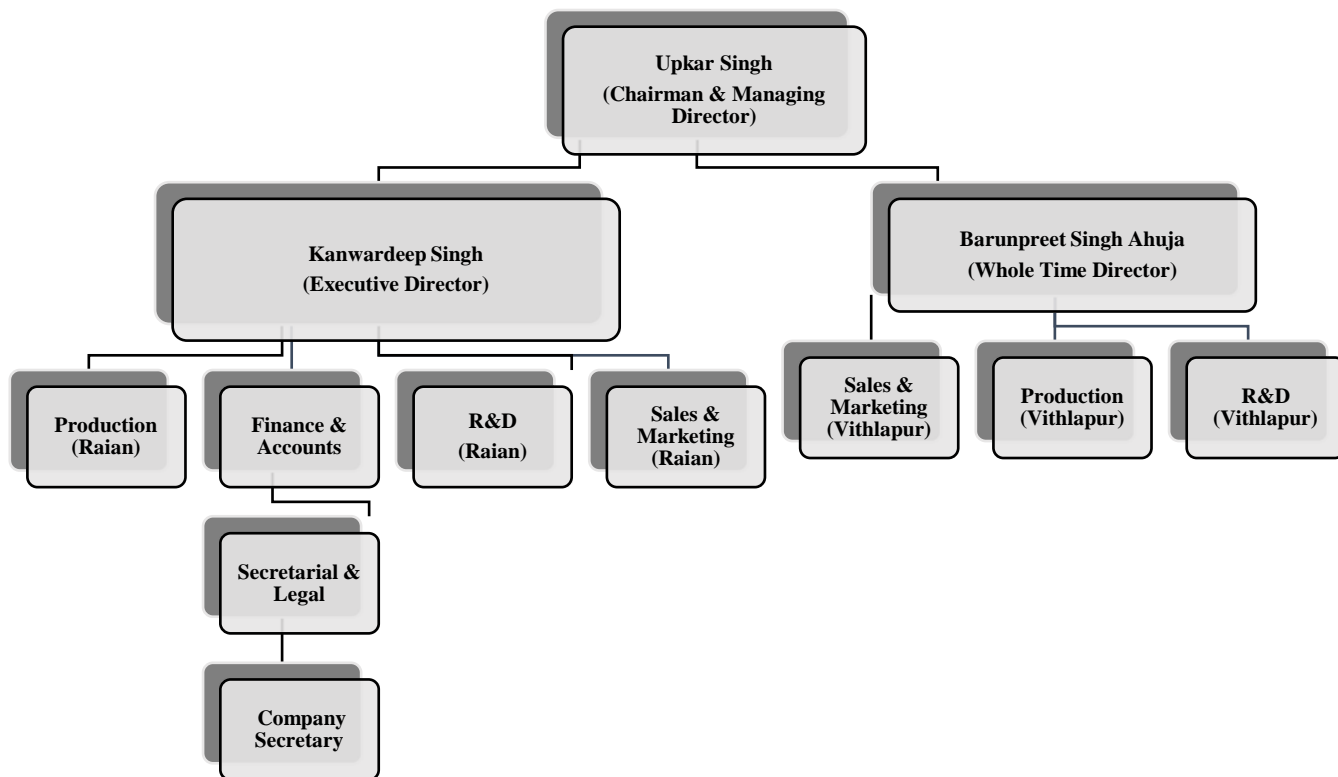 Upkar Singh
(Chairman & Managing
Director)
Kanwardeep Singh
(Executive Director)
Barunpreet Singh Ahuja
(Whole Time Director)
Production
(Raian)
Finance &
Accounts
R&D
(Raian)
Sales &
Marketing
(Raian)
Sales &
Marketing
(Vithlapur)
Production
(Vithlapur)
R&D
(Vithlapur)
Secretarial &
Legal
Company
Secretary